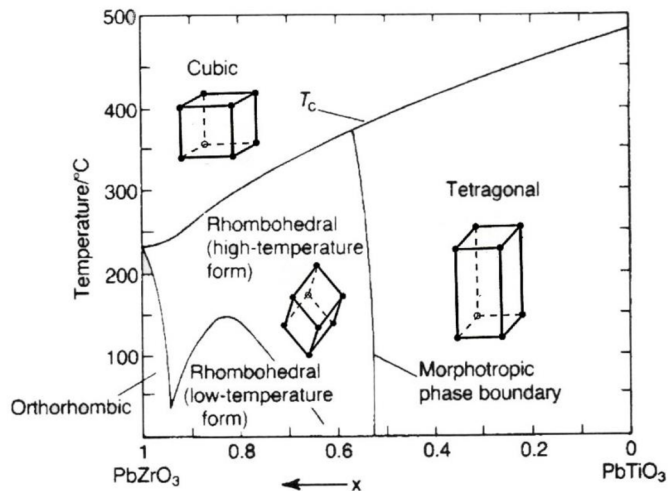 500
Cubic
400
T_C
300
Tetragonal
Temperature/°C
Rhombohedral
(high-temperature
form)
200
100
Rhombohedral
(low-temperature
form)
Morphotropic
phase boundary
Orthorhombic
1
0.8
0.6
0.4
0.2
0
PbZrO₃
← x
PbTiO₃